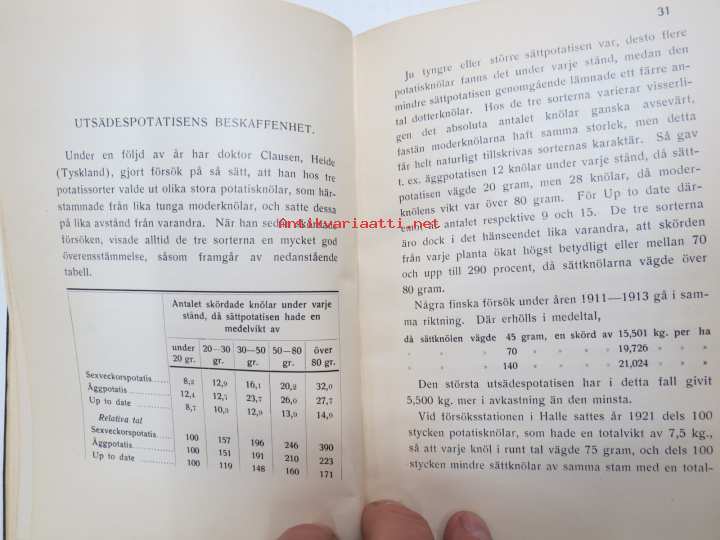 UTSÄDESPOTATISENS BESKAFFENHET.
Under en följd av år har doktor Clausen, Heide
(Tyskland), gjort försök på så sätt, att han hos tre
potatissorter valde ut olika stora potatisknölar, som här-
stammade från lika tunga moderknölar, och satte dessa
på lika avstånd från varandra. När han sedan
försöken, visade alltid de tre sorterna en mycket god
överensstämmelse, såsom framgår av nedanstående
tabell.
Antalet skördade knölar under varje
stånd, då sättpotatisen hade en
medelvikt av
under 20 gr. 20—30 gr. 30—50 gr. 50—80 gr. över 80 gr.
Sexveckorspotatis 8,2 12,9 16,1 20,2 32,0
Äggpotatis 12,4 12,7 23,7 26,0 27,7
Up to date 8,7 10,3 12,9 13,9 14,9
Relativa tal
Sexveckorspotatis 100 157 196 246 390
Äggpotatis 100 151 191 210 223
Up to date 100 119 148 160 171
31
Ju tyngre eller större sättpotatisen var, desto flere
potatisknölar fanns det under varje stånd, medan den
mindre sättpotatisen genomgående lämnade ett färre an-
tal dotterknölar. Hos de tre sorterna varierar visserli-
gen det absoluta antalet knölar ganska avsevärt,
fastän moderknölarna haft samma storlek, men detta
får helt naturligt tillskrivas sorternas karaktär. Så gav
t. ex. äggpotatisen 12 knölar under varje stånd, då sätt-
potatisen vägde 20 gram, men 28 knölar, då moder-
knölens vikt var över 80 gram. För Up to date där-
emot är antalet respektive 9 och 15. De tre sorterna
äro dock i det hänseendet lika varandra, att skörden
från varje planta ökat högst betydligt eller mellan 70
och upp till 290 procent, då sättknölarna vägde över
80 gram.
Några finska försök under åren 1911—1913 gå i sam-
ma riktning. Där erhölls i medeltal,
då sättknölen vägde 45 gram, en skörd av 15,501 kg. per ha
» » » 70 » » » » 19,726 » » »
» » » 140 » » » » 21,024 » » »
Den största utsädespotatisen har i detta fall givit
5,500 kg. mer i avkastning än den minsta.
Vid försöksstationen i Halle sattes år 1921 dels 100
stycken potatisknölar, som hade en totalvikt av 7,5 kg.,
så att varje knöl i runt tal vägde 75 gram, och dels 100
stycken mindre sättknölar av samma stam med en total-
Antikvariaatti.net